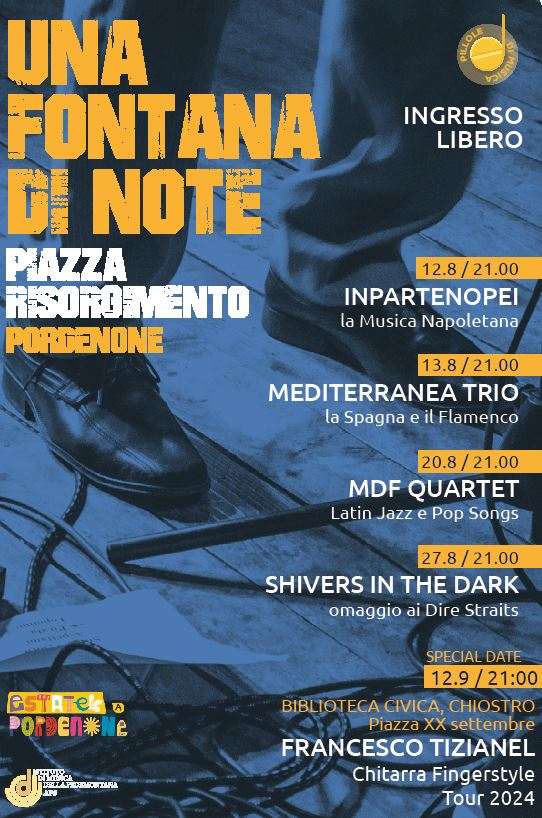 UNA
FONTANA
DI NOTE
PIAZZA
RISORGIMENTO
PORDENONE
PILLOLE
DI MUSICA
INGRESSO
LIBERO
12.8 / 21.00
INPARTENOPEI
la Musica Napoletana
13.8 / 21.00
MEDITERRANEA TRIO
la Spagna e il Flamenco
20.8 / 21.00
MDF QUARTET
Latin Jazz e Pop Songs
27.8 / 21.00
SHIVERS IN THE DARK
omaggio ai Dire Straits
SPECIAL DATE
12.9 / 21:00
BIBLIOTECA CIVICA, CHIOSTRO
Piazza XX settembre
FRANCESCO TIZIANEL
Chitarra Fingerstyle
Tour 2024
ESTATE A
PORDENONE
ISTITUTO
DI MUSICA
DELLA PEDEMONTANA
APS